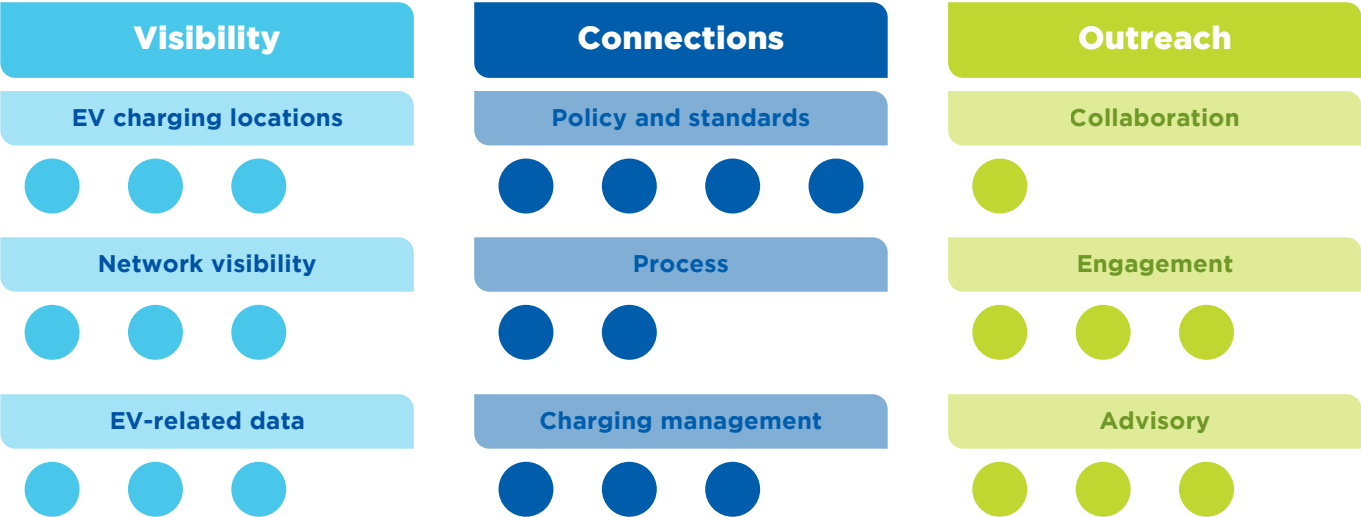 Visibility
EV charging locations
Network visibility
EV-related data
Connections
Policy and standards
Process
Charging management
Outreach
Collaboration
Engagement
Advisory